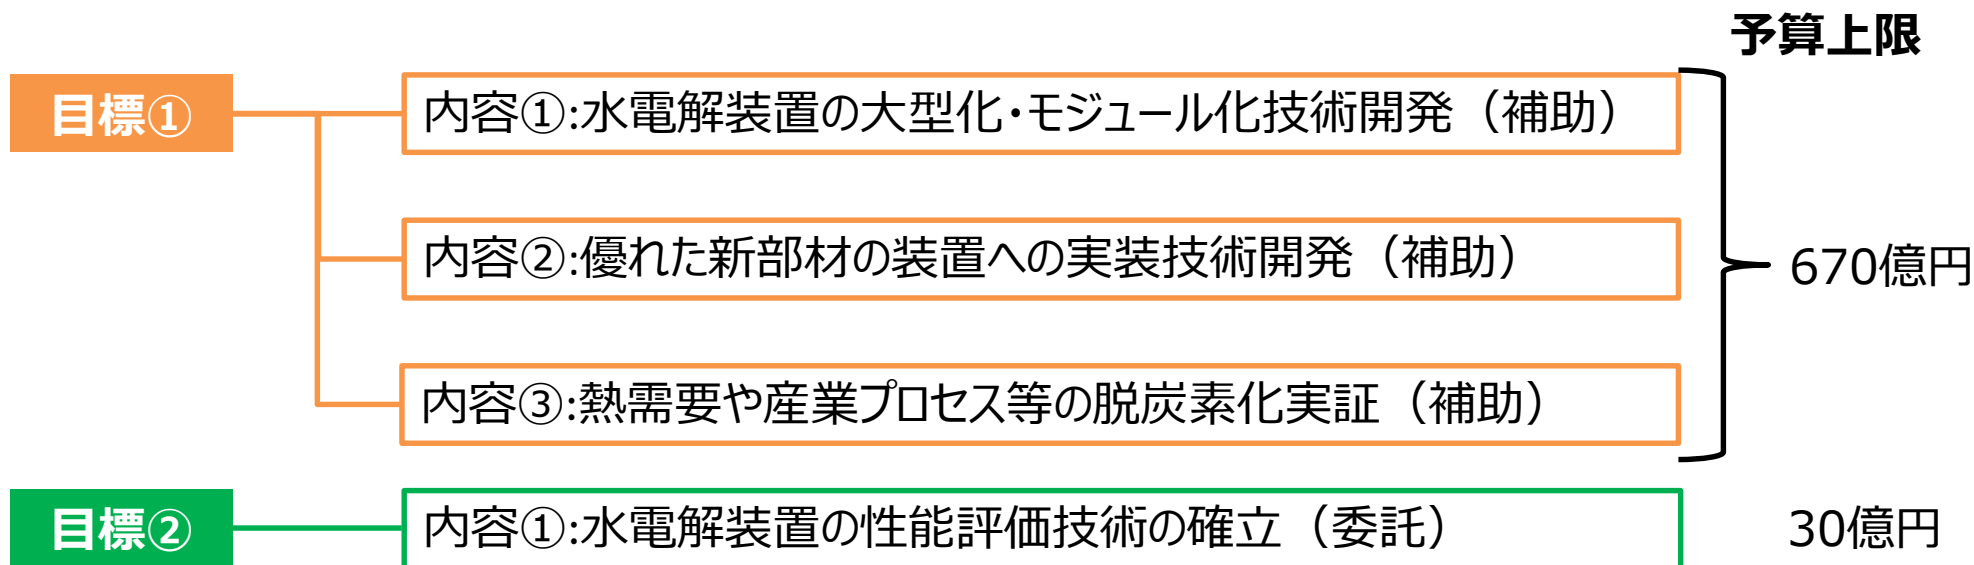 予算上限
目標①
内容①:水電解装置の大型化・モジュール化技術開発（補助）
内容②:優れた新部材の装置への実装技術開発（補助）
670億円
内容③:熱需要や産業プロセス等の脱炭素化実証（補助）
目標②
内容①:水電解装置の性能評価技術の確立（委託）
30億円